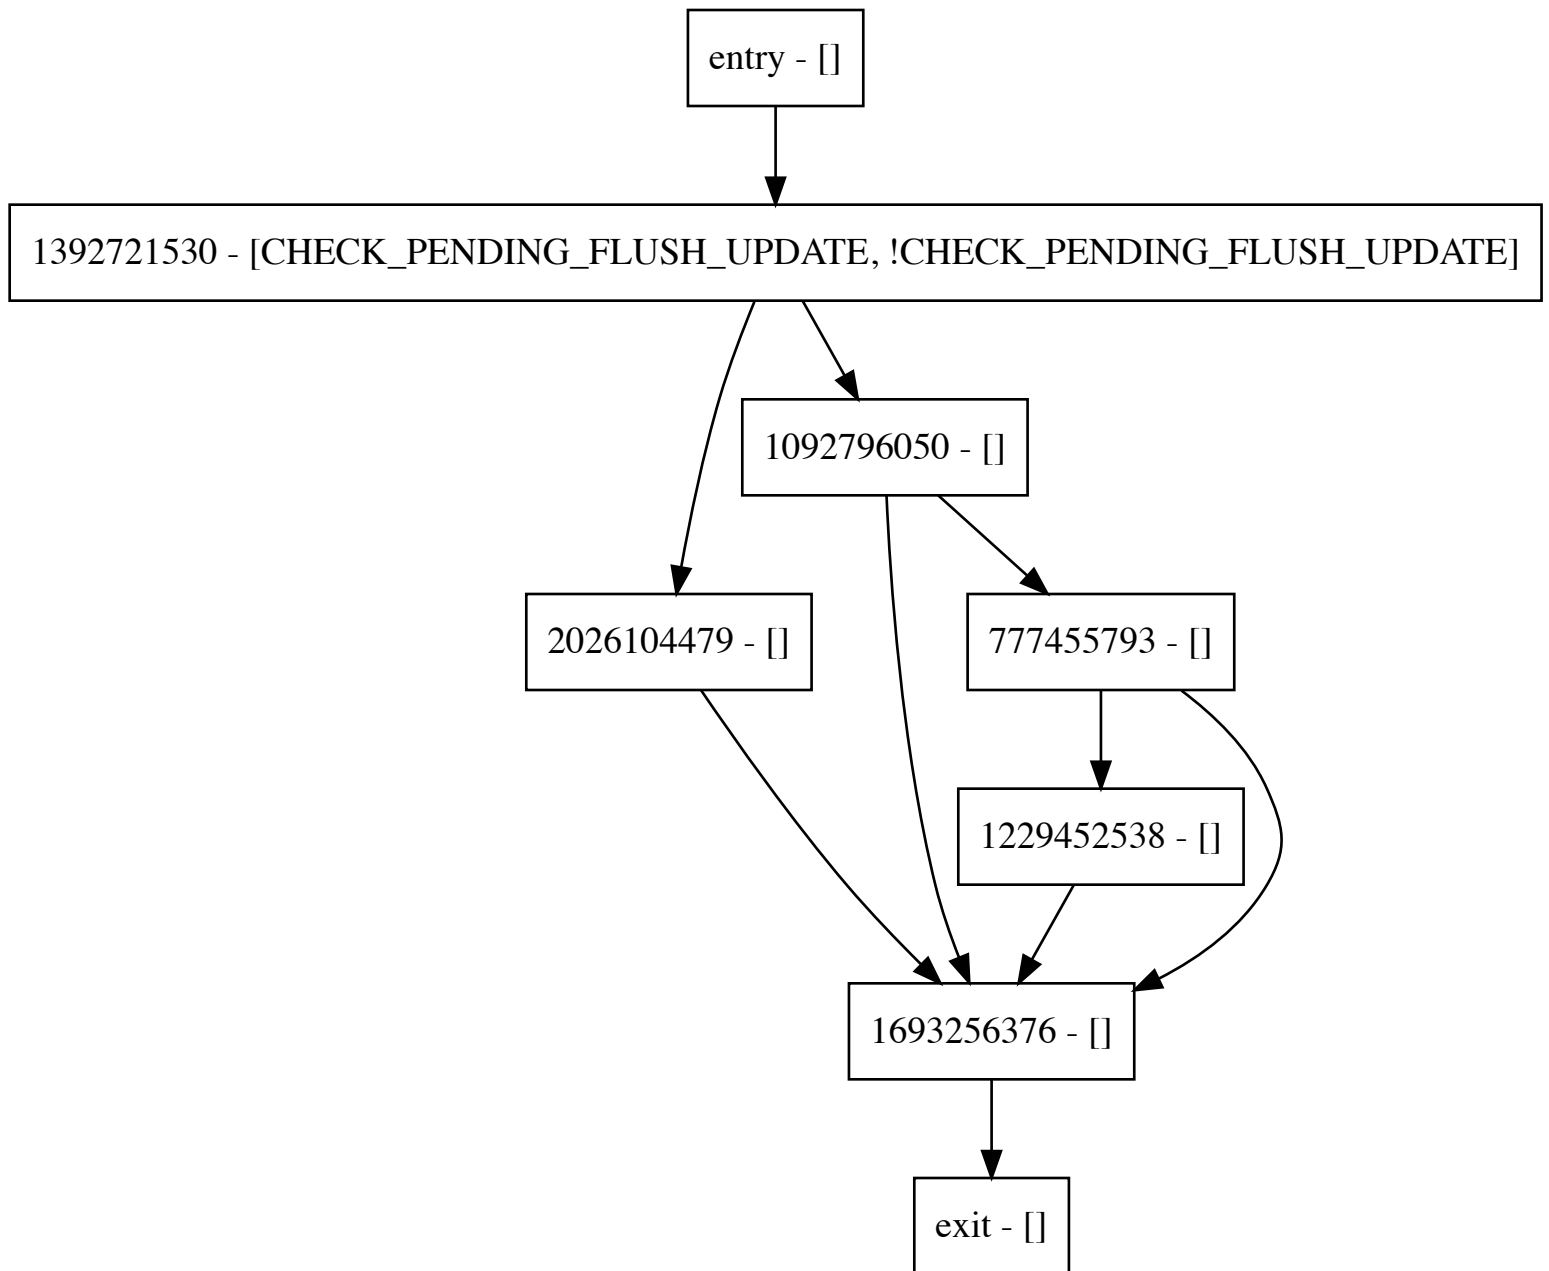 entry - []
1392721530 - [CHECK_PENDING_FLUSH_UPDATE, !CHECK_PENDING_FLUSH_UPDATE]
1092796050 - []
2026104479 - []
777455793 - []
1229452538 - []
1693256376 - []
exit - []